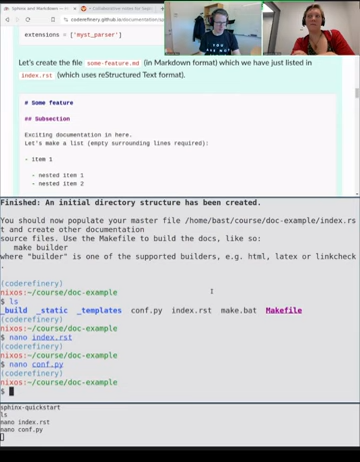 coderefinery.github.io/documentation/sp
extensions = ['myst_parser']
Let's create the file some-feature.md (in Markdown format) which we have just listed in
index.rst (which uses reStructured Text format).
# Some feature
## Subsection
Exciting documentation in here.
Let's make a list (empty surrounding lines required):
- item 1
- nested item 1
- nested item 2
Finished: An initial directory structure has been created.
You should now populate your master file /home/bast/course/doc-example/index.rs
t and create other documentation
source files. Use the Makefile to build the docs, like so:
make builder
where "builder" is one of the supported builders, e.g. html, latex or linkcheck
.
(coderefinery)
nixos:~/course/doc-example
$ ls
_build _static _templates conf.py index.rst make.bat Makefile
(coderefinery)
nixos:~/course/doc-example
$ nano index.rst
(coderefinery)
nixos:~/course/doc-example
$ nano conf.py
(coderefinery)
nixos:~/course/doc-example
$
sphinx-quickstart
ls
nano index.rst
nano conf.py